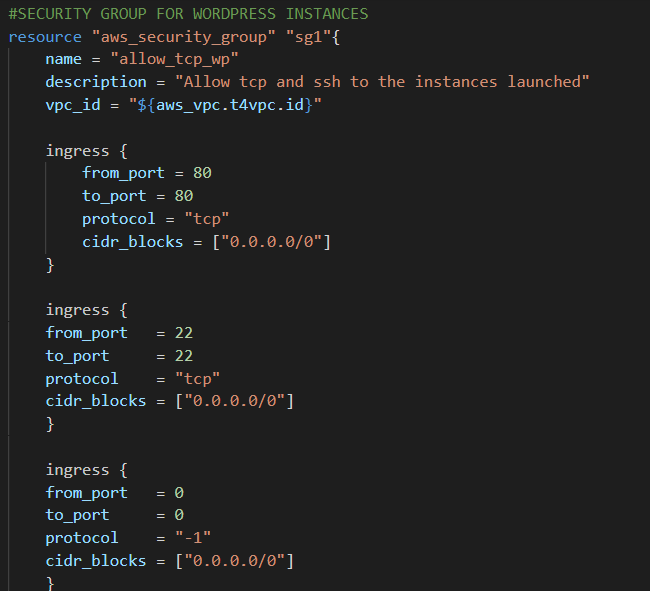 #SECURITY GROUP FOR WORDPRESS INSTANCES
resource "aws_security_group" "sg1"{
    name = "allow_tcp_wp"
    description = "Allow tcp and ssh to the instances launched"
    vpc_id = "${aws_vpc.t4vpc.id}"

    ingress {
        from_port = 80
        to_port = 80
        protocol = "tcp"
        cidr_blocks = ["0.0.0.0/0"]
    }

    ingress {
    from_port   = 22
    to_port     = 22
    protocol    = "tcp"
    cidr_blocks = ["0.0.0.0/0"]
    }

    ingress {
    from_port   = 0
    to_port     = 0
    protocol    = "-1"
    cidr_blocks = ["0.0.0.0/0"]
    }